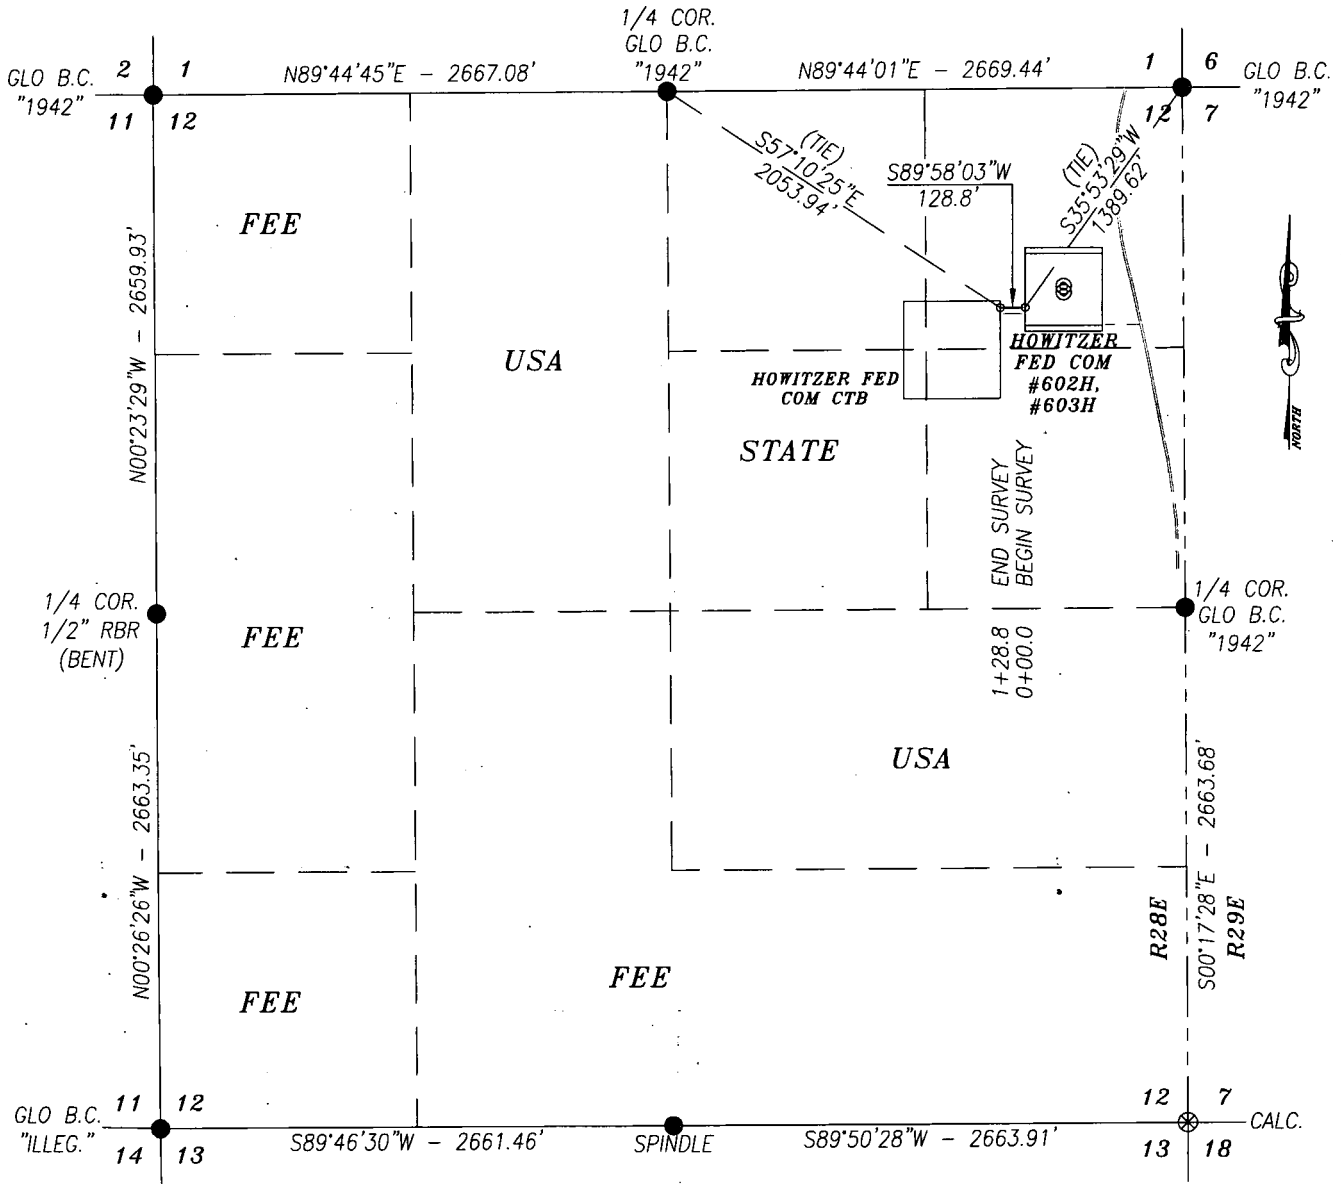 1/4 COR.
GLO B.C.
"1942"
GLO B.C.
"1942"
2 1
11 12
N89°44'45"E - 2667.08'
N89°44'01"E - 2669.44'
1 6
12 7
GLO B.C.
"1942"
(TIE)
S57°10'25"E
2053.94'
S89°58'03"W
128.8'
(TIE)
S35°53'29"W
1389.62'
FEE
N00°23'29"W - 2659.93'
USA
HOWITZER FED
COM CTB
HOWITZER
FED COM
#602H,
#603H
NORTH
STATE
END SURVEY
BEGIN SURVEY
1+28.8
0+00.0
1/4 COR.
1/2" RBR
(BENT)
FEE
1/4 COR.
GLO B.C.
"1942"
USA
N00°26'26"W - 2663.35'
S00°17'28"E - 2663.68'
R28E
R29E
FEE
FEE
GLO B.C.
"ILLEG."
11 12
14 13
S89°46'30"W - 2661.46'
SPINDLE
S89°50'28"W - 2663.91'
12 7
13 18
CALC.